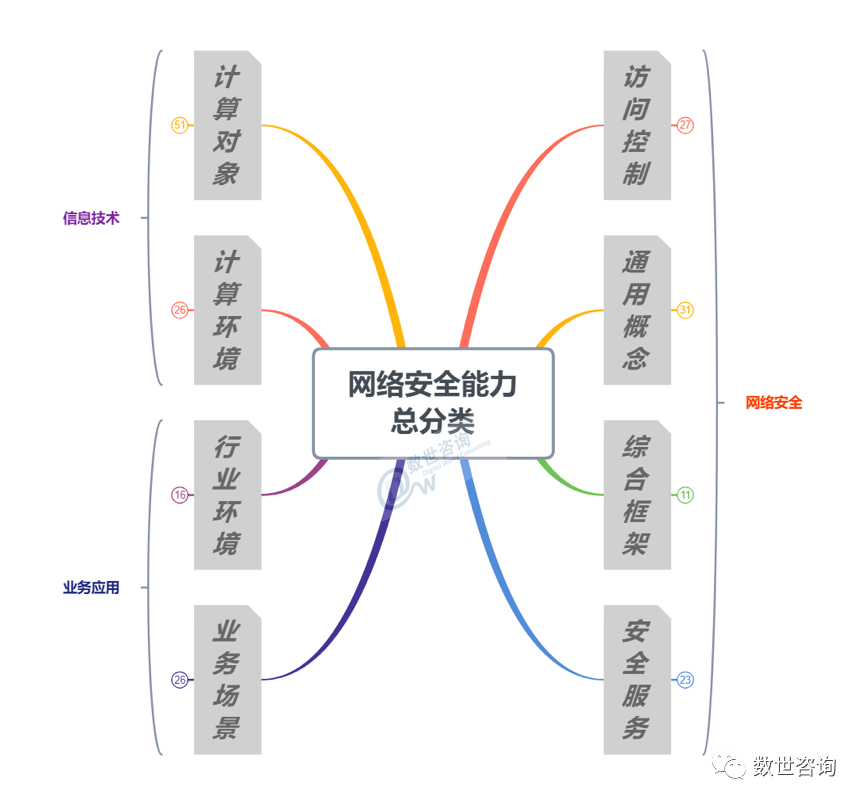 网络安全能力
总分类
信息技术
计算对象
51
计算环境
26
业务应用
行业环境
16
业务场景
26
网络安全
访问控制
27
通用概念
31
综合框架
11
安全服务
23
数世咨询
Digital World Consulting
数世咨询